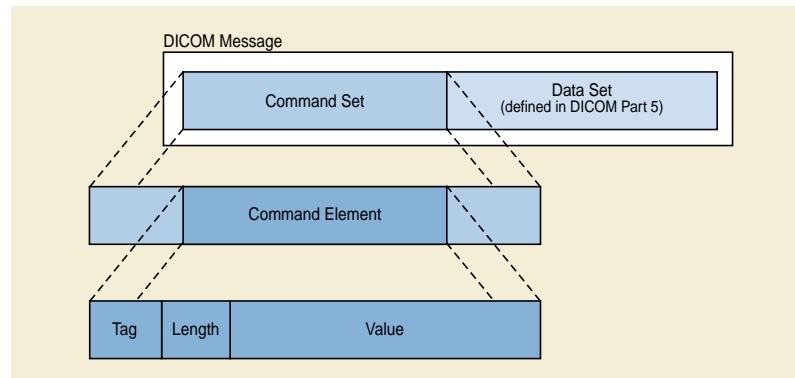 DICOM Message
Command Set
Data Set
(defined in DICOM Part 5)
Command Element
Tag
Length
Value